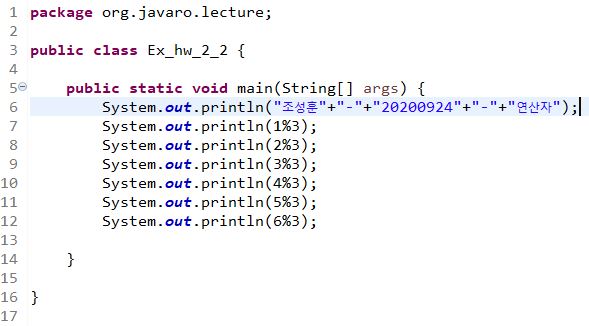 1 package org.javaro.lecture;
2
3 public class Ex_hw_2_2 {
4
5 public static void main(String[] args) {
6 System.out.println("조성훈"+"-"+"20200924"+"-"+"연산자");
7 System.out.println(1%3);
8 System.out.println(2%3);
9 System.out.println(3%3);
10 System.out.println(4%3);
11 System.out.println(5%3);
12 System.out.println(6%3);
13
14 }
15
16 }
17